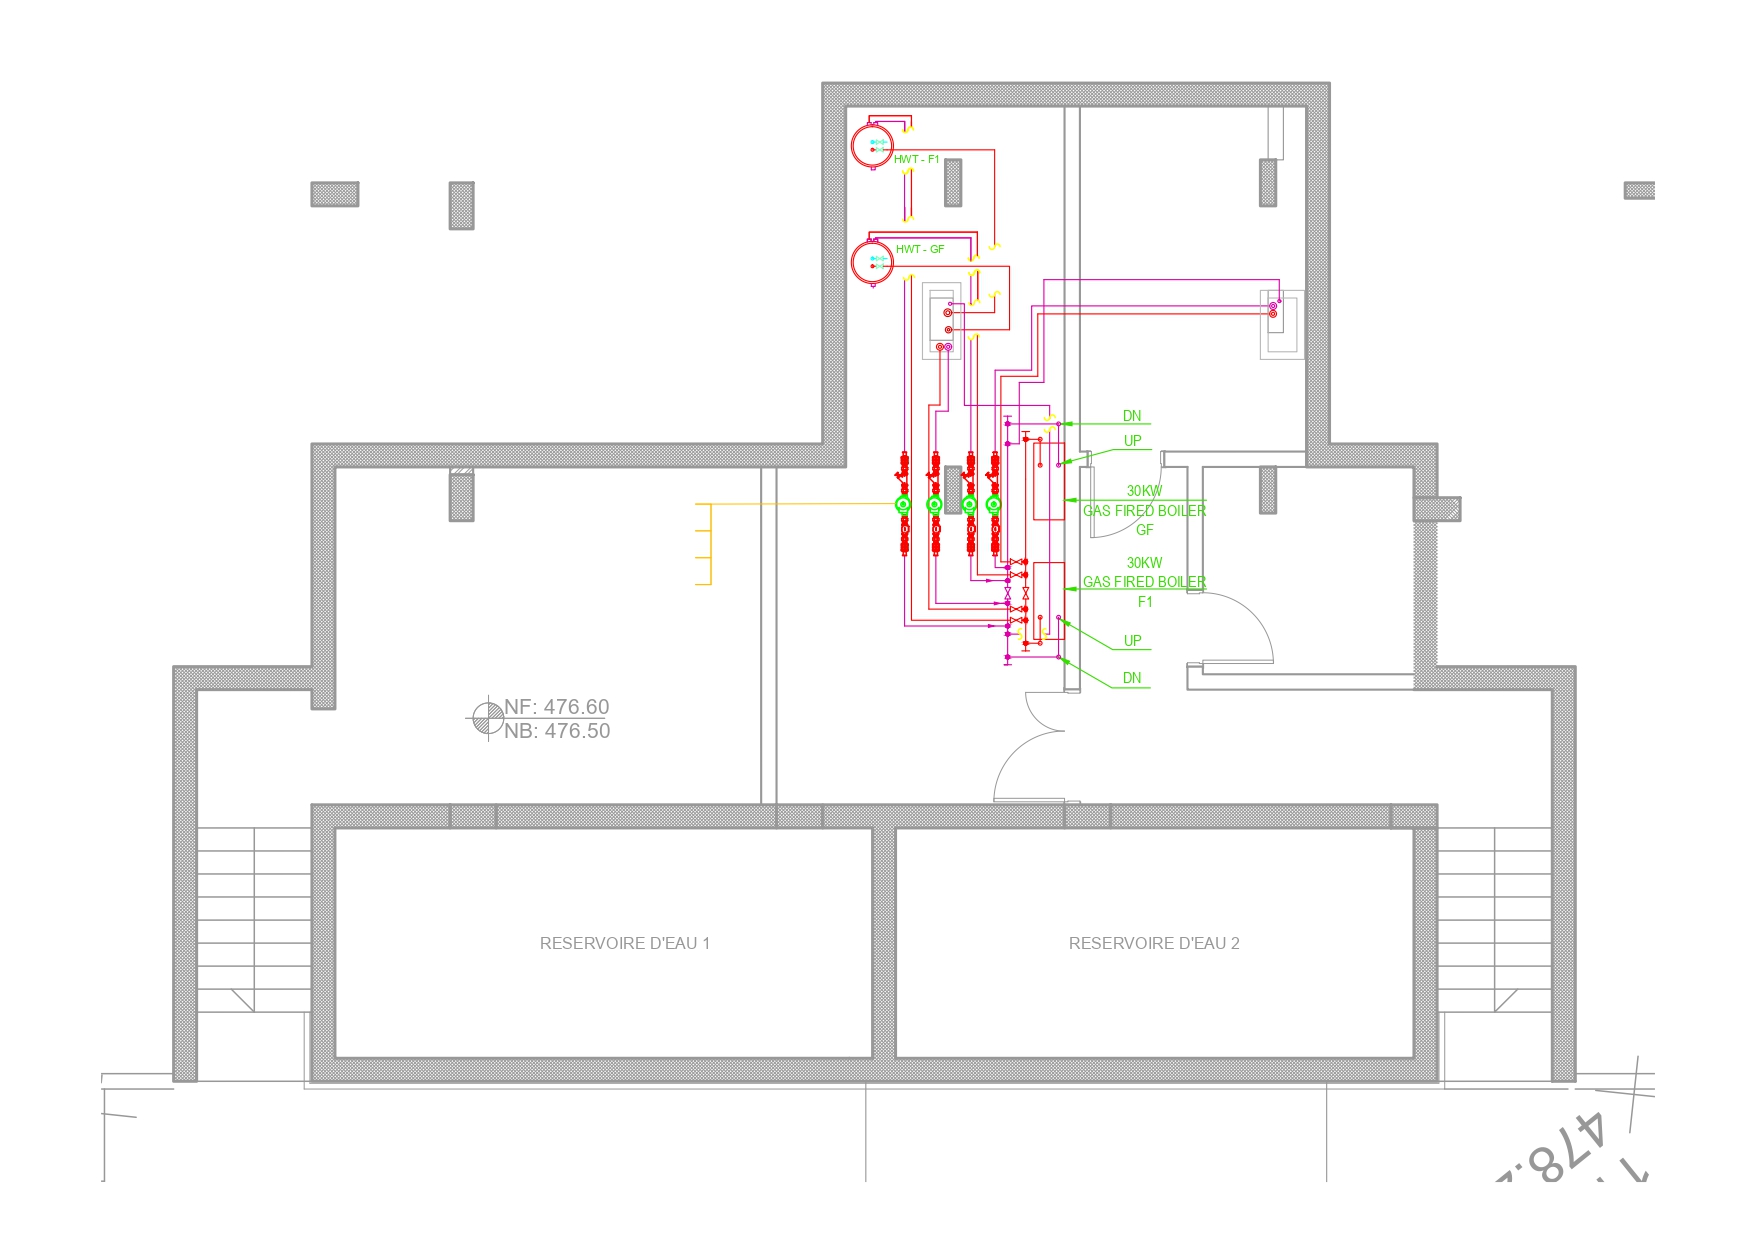 HWT - F1
HWT - GF
DN
UP
30KW
GAS FIRED BOILER
GF
30KW
GAS FIRED BOILER
F1
UP
DN
NF: 476.60
NB: 476.50
RESERVOIRE D'EAU 1
RESERVOIRE D'EAU 2
478.